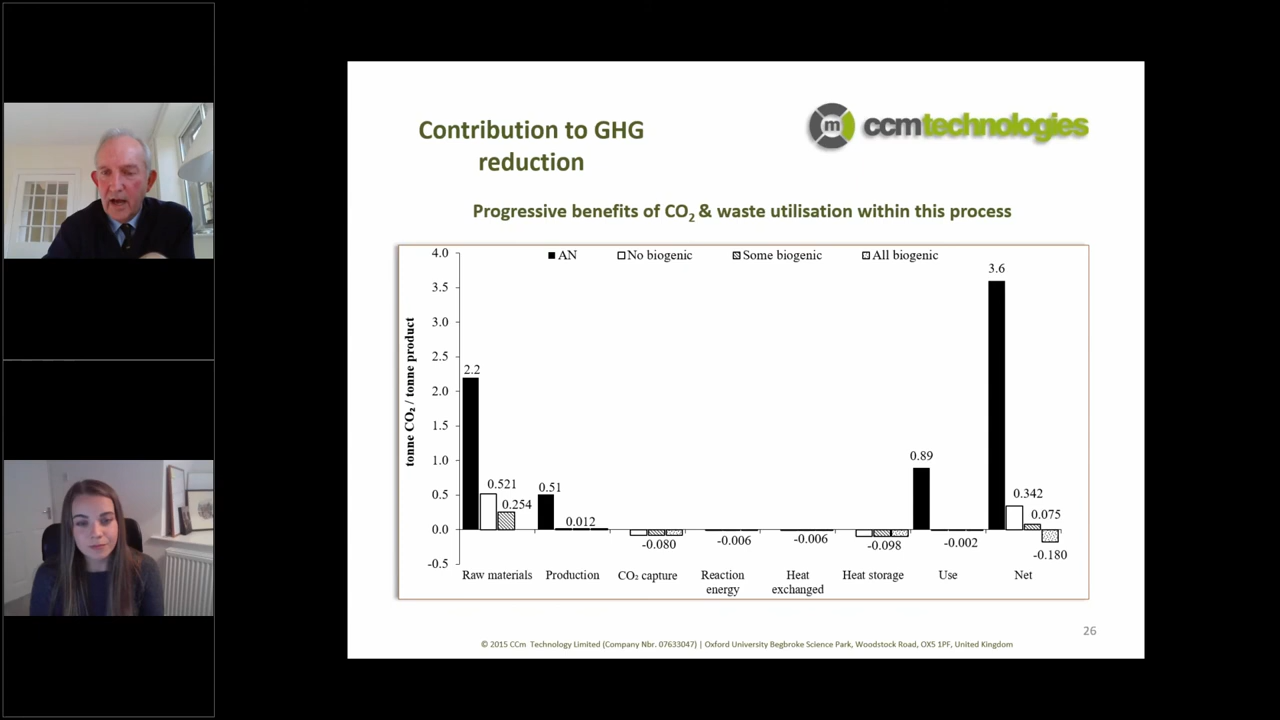 Contribution to GHG
reduction
m ccmtechnologies
Progressive benefits of CO₂ & waste utilisation within this process
AN No biogenic Some biogenic All biogenic
tonne CO₂ / tonne product
4.0
3.5
3.0
2.5
2.0
1.5
1.0
0.5
0.0
-0.5
2.2
0.521
0.254
0.51
0.012
-0.080
-0.006
-0.006
-0.098
0.89
-0.002
3.6
0.342
0.075
-0.180
Raw materials
Production
CO₂ capture
Reaction
energy
Heat
exchanged
Heat storage
Use
Net
26
© 2015 CCm Technology Limited (Company Nbr. 07633047) | Oxford University Begbroke Science Park, Woodstock Road, OX5 1PF, United Kingdom